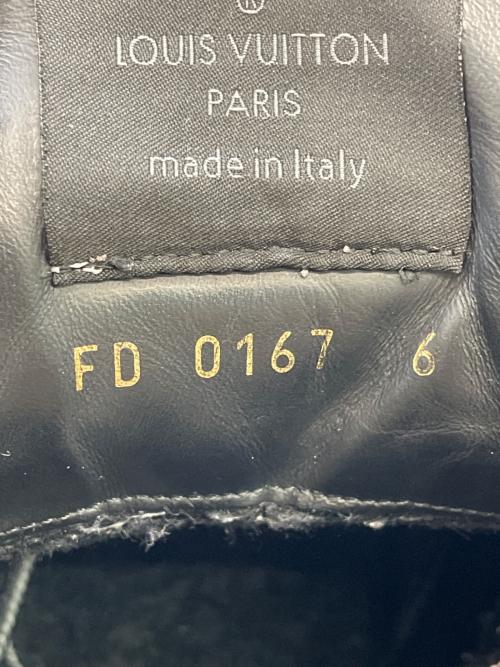 ®
LOUIS VUITTON
PARIS
made in Italy
FD 0167 6